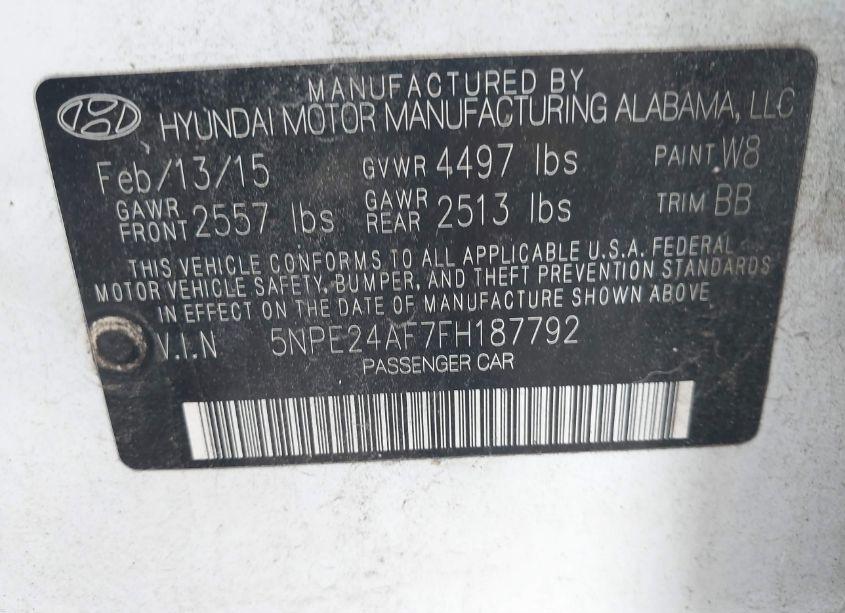 MANUFACTURED BY
HYUNDAI MOTOR MANUFACTURING ALABAMA, LLC
Feb/13/15 GVWR 4497 lbs PAINT W8
GAWR FRONT 2557 lbs GAWR REAR 2513 lbs TRIM BB
THIS VEHICLE CONFORMS TO ALL APPLICABLE U.S.A. FEDERAL
MOTOR VEHICLE SAFETY, BUMPER, AND THEFT PREVENTION STANDARDS
IN EFFECT ON THE DATE OF MANUFACTURE SHOWN ABOVE
V.I.N 5NPE24AF7FH187792
PASSENGER CAR